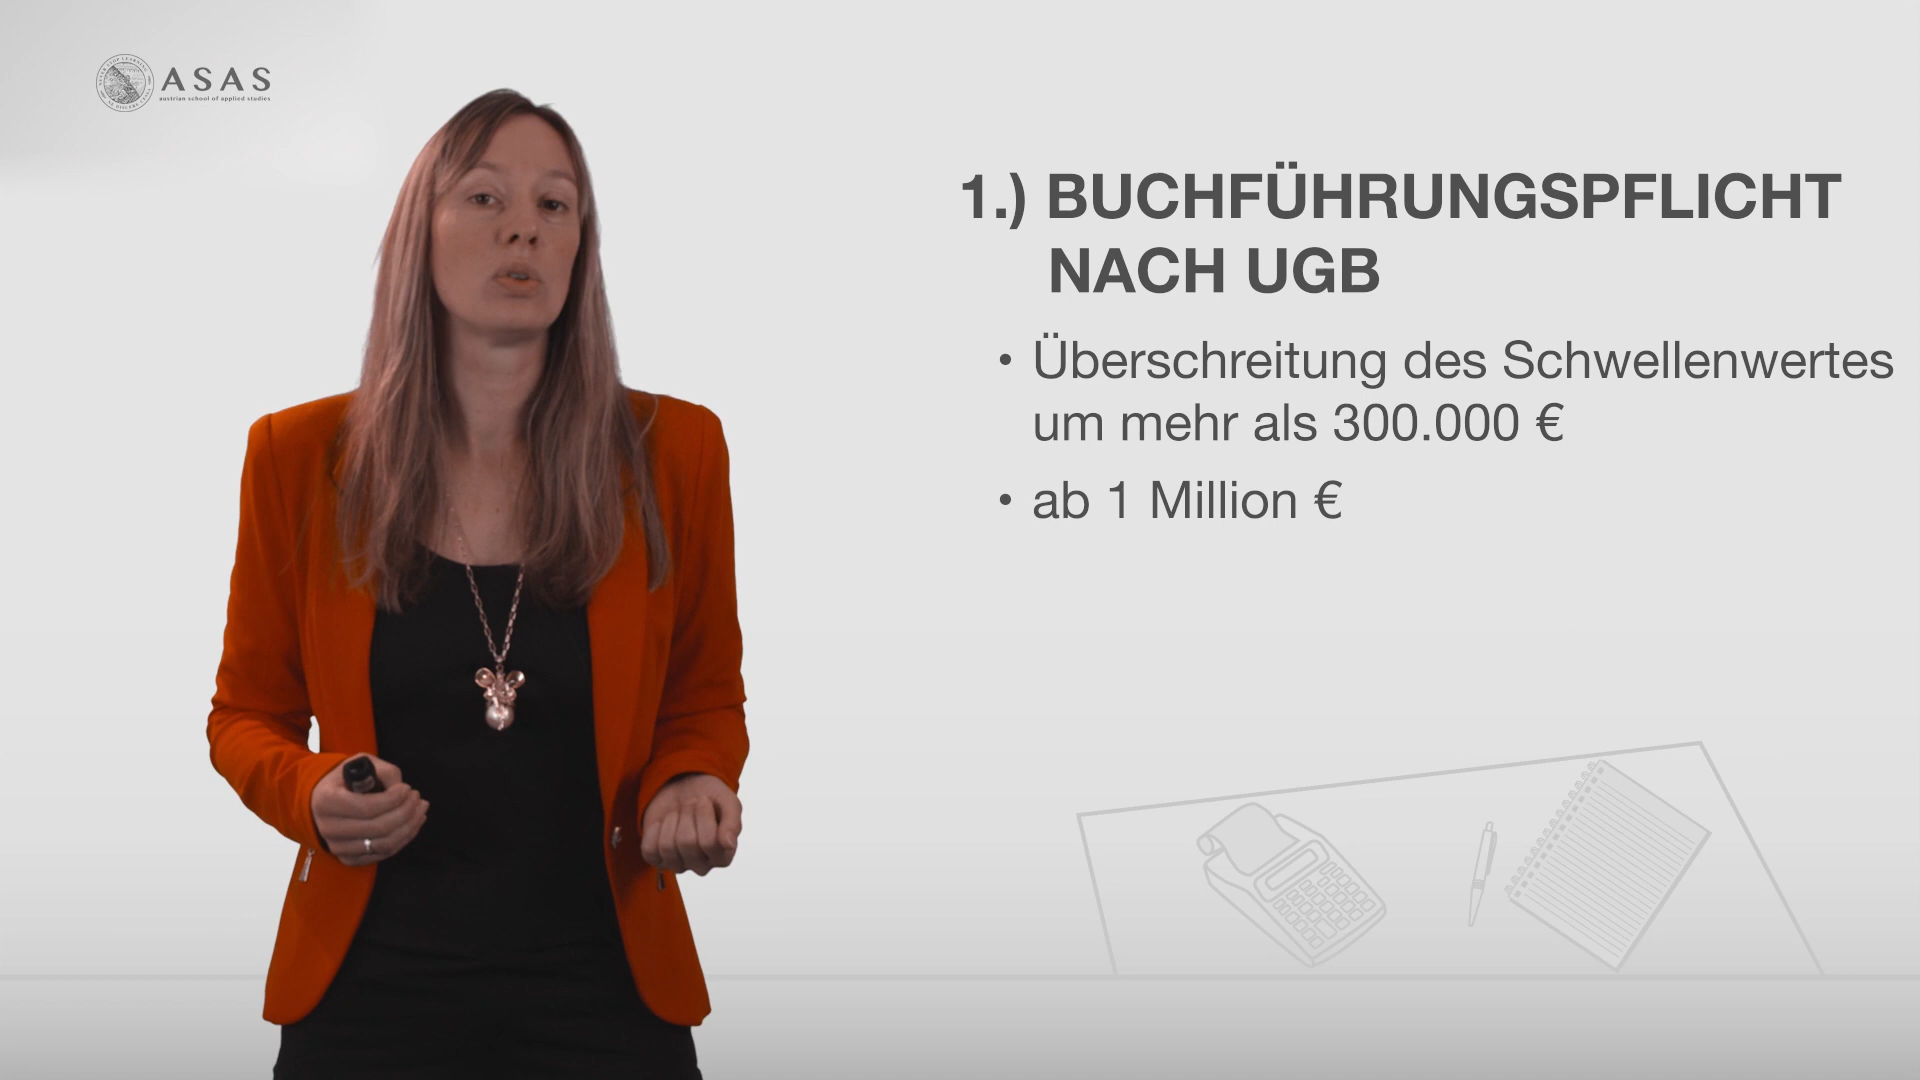 ASAS
austrian school of applied studies
1.) BUCHFÜHRUNGSPFLICHT
NACH UGB
• Überschreitung des Schwellenwertes
um mehr als 300.000 €
• ab 1 Million €